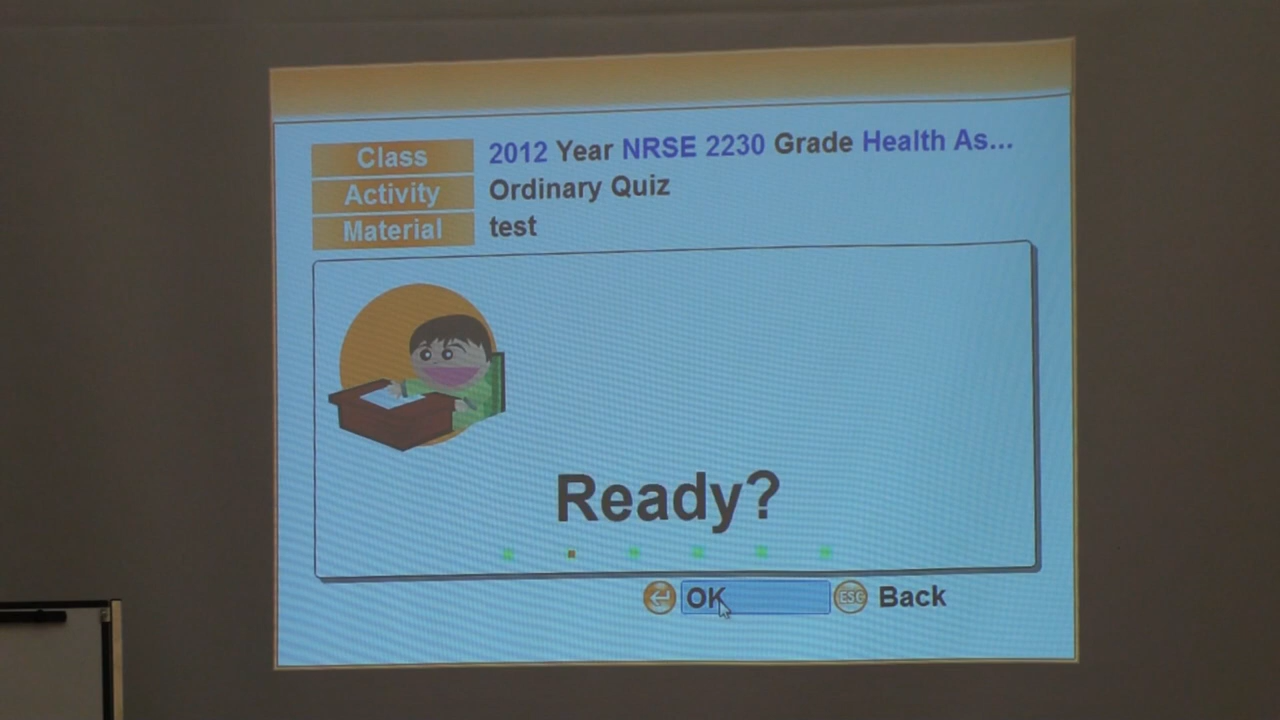 Class 2012 Year NRSE 2230 Grade Health As...
Activity Ordinary Quiz
Material test
Ready?
OK ESC Back